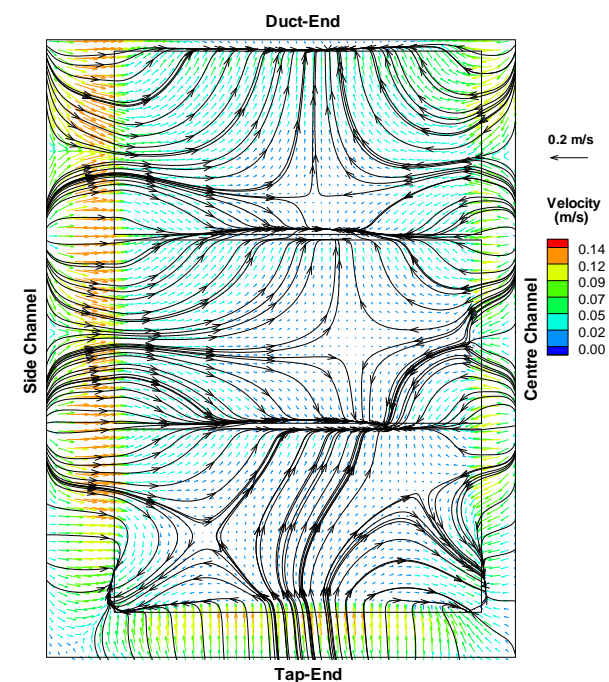 Duct-End
0.2 m/s
Velocity
(m/s)
0.14
0.12
0.09
0.07
0.05
0.02
0.00
Side Channel
Centre Channel
Tap-End